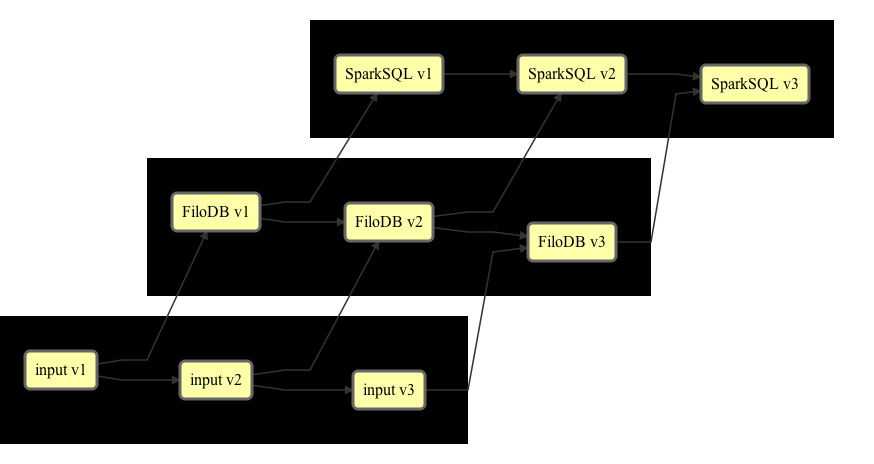 SparkSQL v1
SparkSQL v2
SparkSQL v3
FiloDB v1
FiloDB v2
FiloDB v3
input v1
input v2
input v3